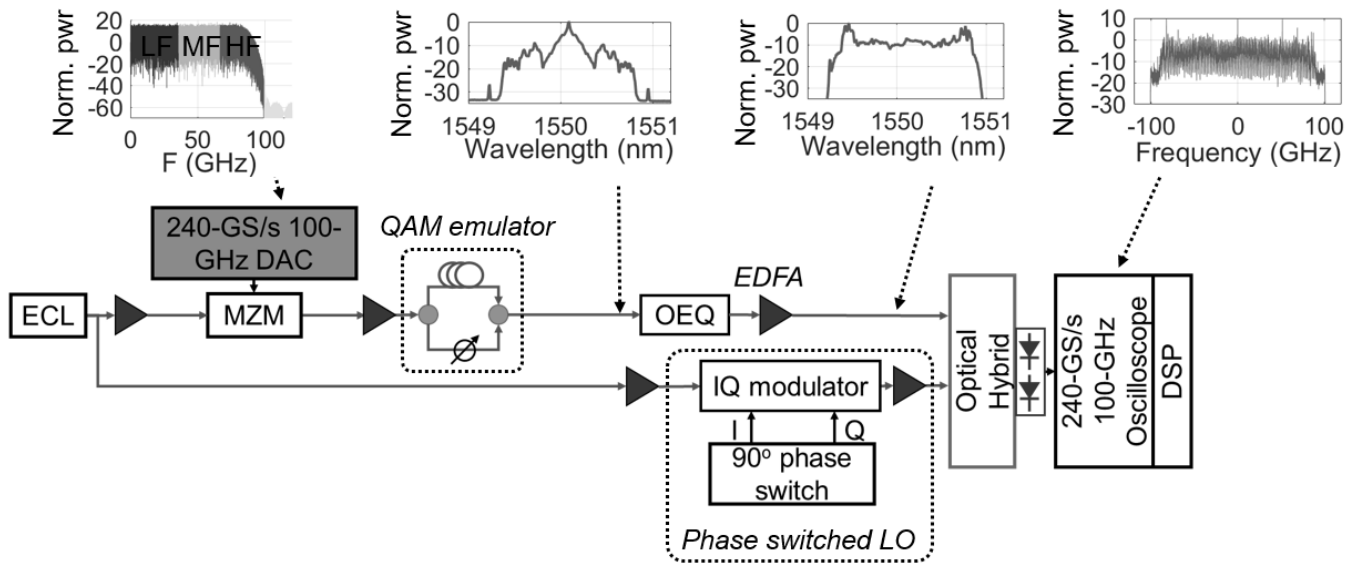 Norm. pwr
20
0
-20
-40
-60
LF MF HF
0 50 100
F (GHz)
Norm. pwr
0
-10
-20
-30
1549 1550 1551
Wavelength (nm)
Norm. pwr
0
-10
-20
-30
1549 1550 1551
Wavelength (nm)
Norm. pwr
10
0
-10
-20
-30
-100 0 100
Frequency (GHz)
240-GS/s 100-
GHz DAC
QAM emulator
EDFA
ECL
MZM
OEQ
IQ modulator
I Q
90° phase
switch
Phase switched LO
Optical
Hybrid
240-GS/s
100-GHz
Oscilloscope
DSP